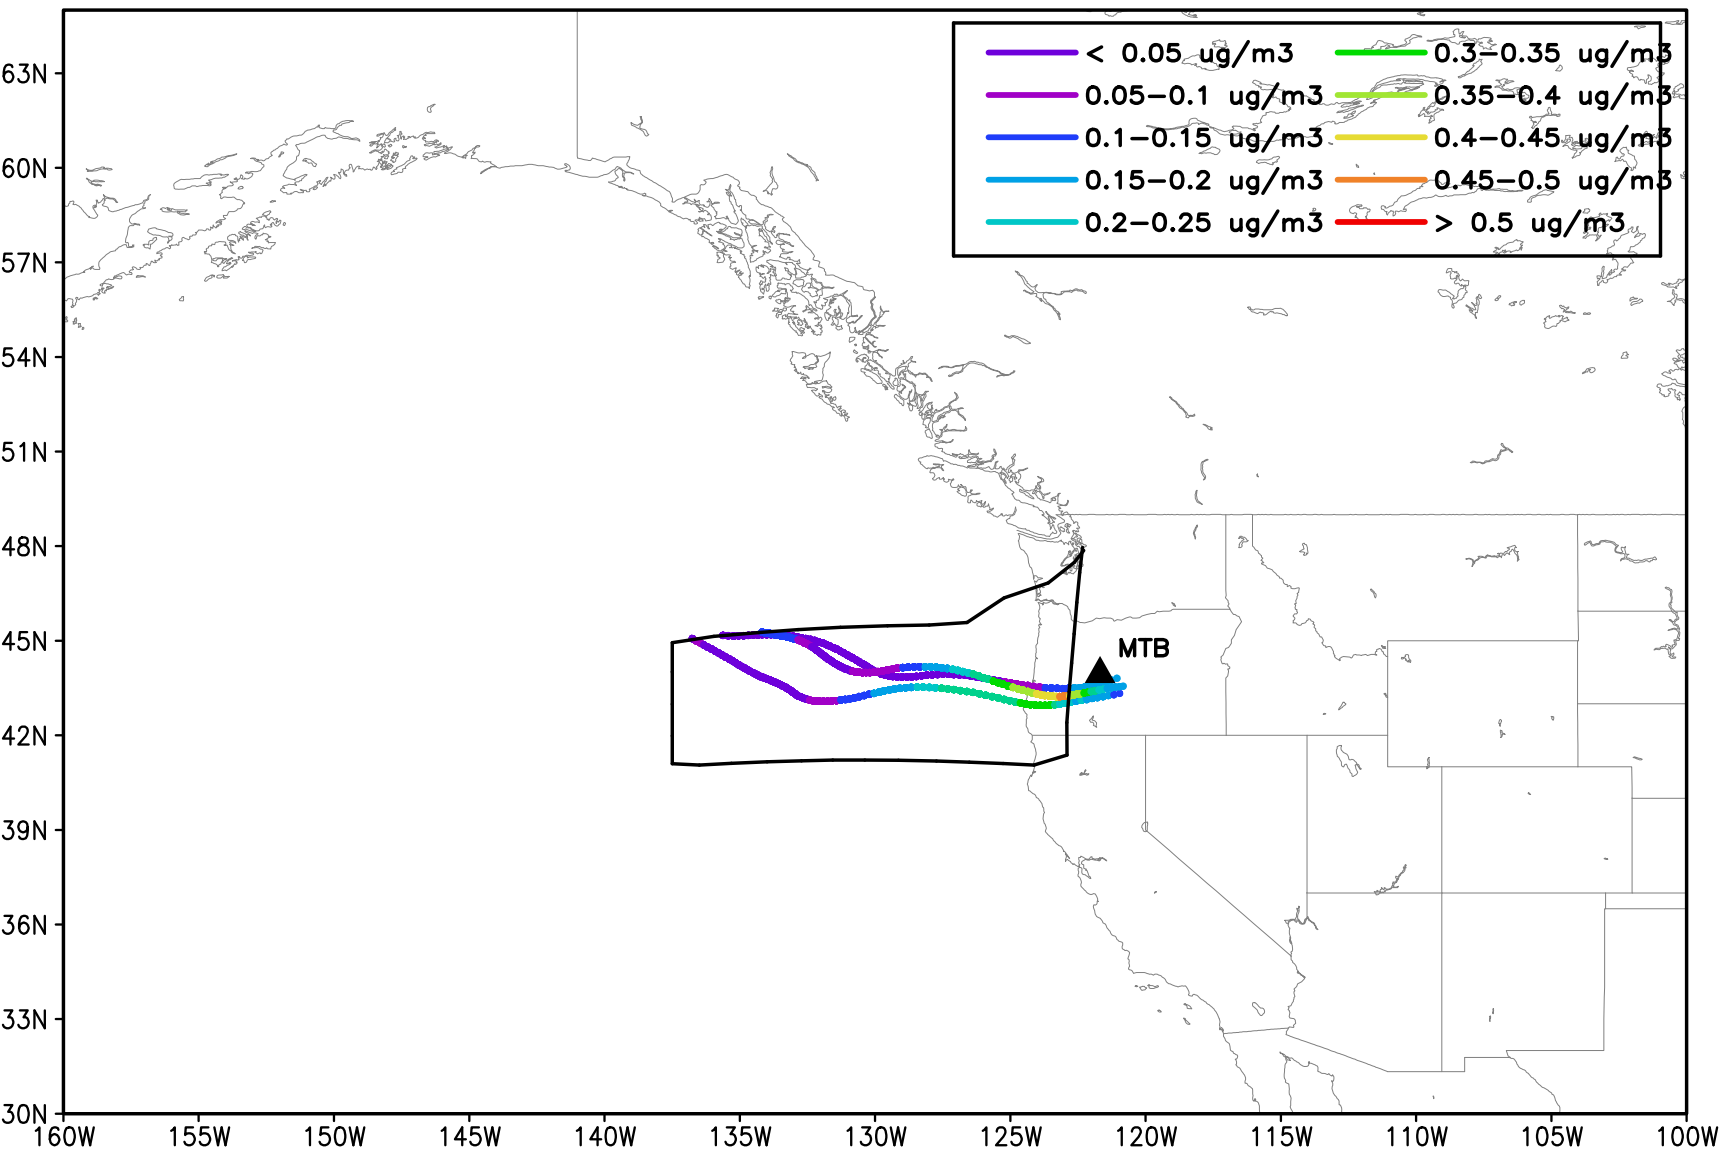 < 0.05 ug/m3 0.3-0.35 ug/m3
0.05-0.1 ug/m3 0.35-0.4 ug/m3
0.1-0.15 ug/m3 0.4-0.45 ug/m3
0.15-0.2 ug/m3 0.45-0.5 ug/m3
0.2-0.25 ug/m3 > 0.5 ug/m3
63N
60N
57N
54N
51N
48N
45N
MTB
42N
39N
36N
33N
30N
160W 155W 150W 145W 140W 135W 130W 125W 120W 115W 110W 105W 100W